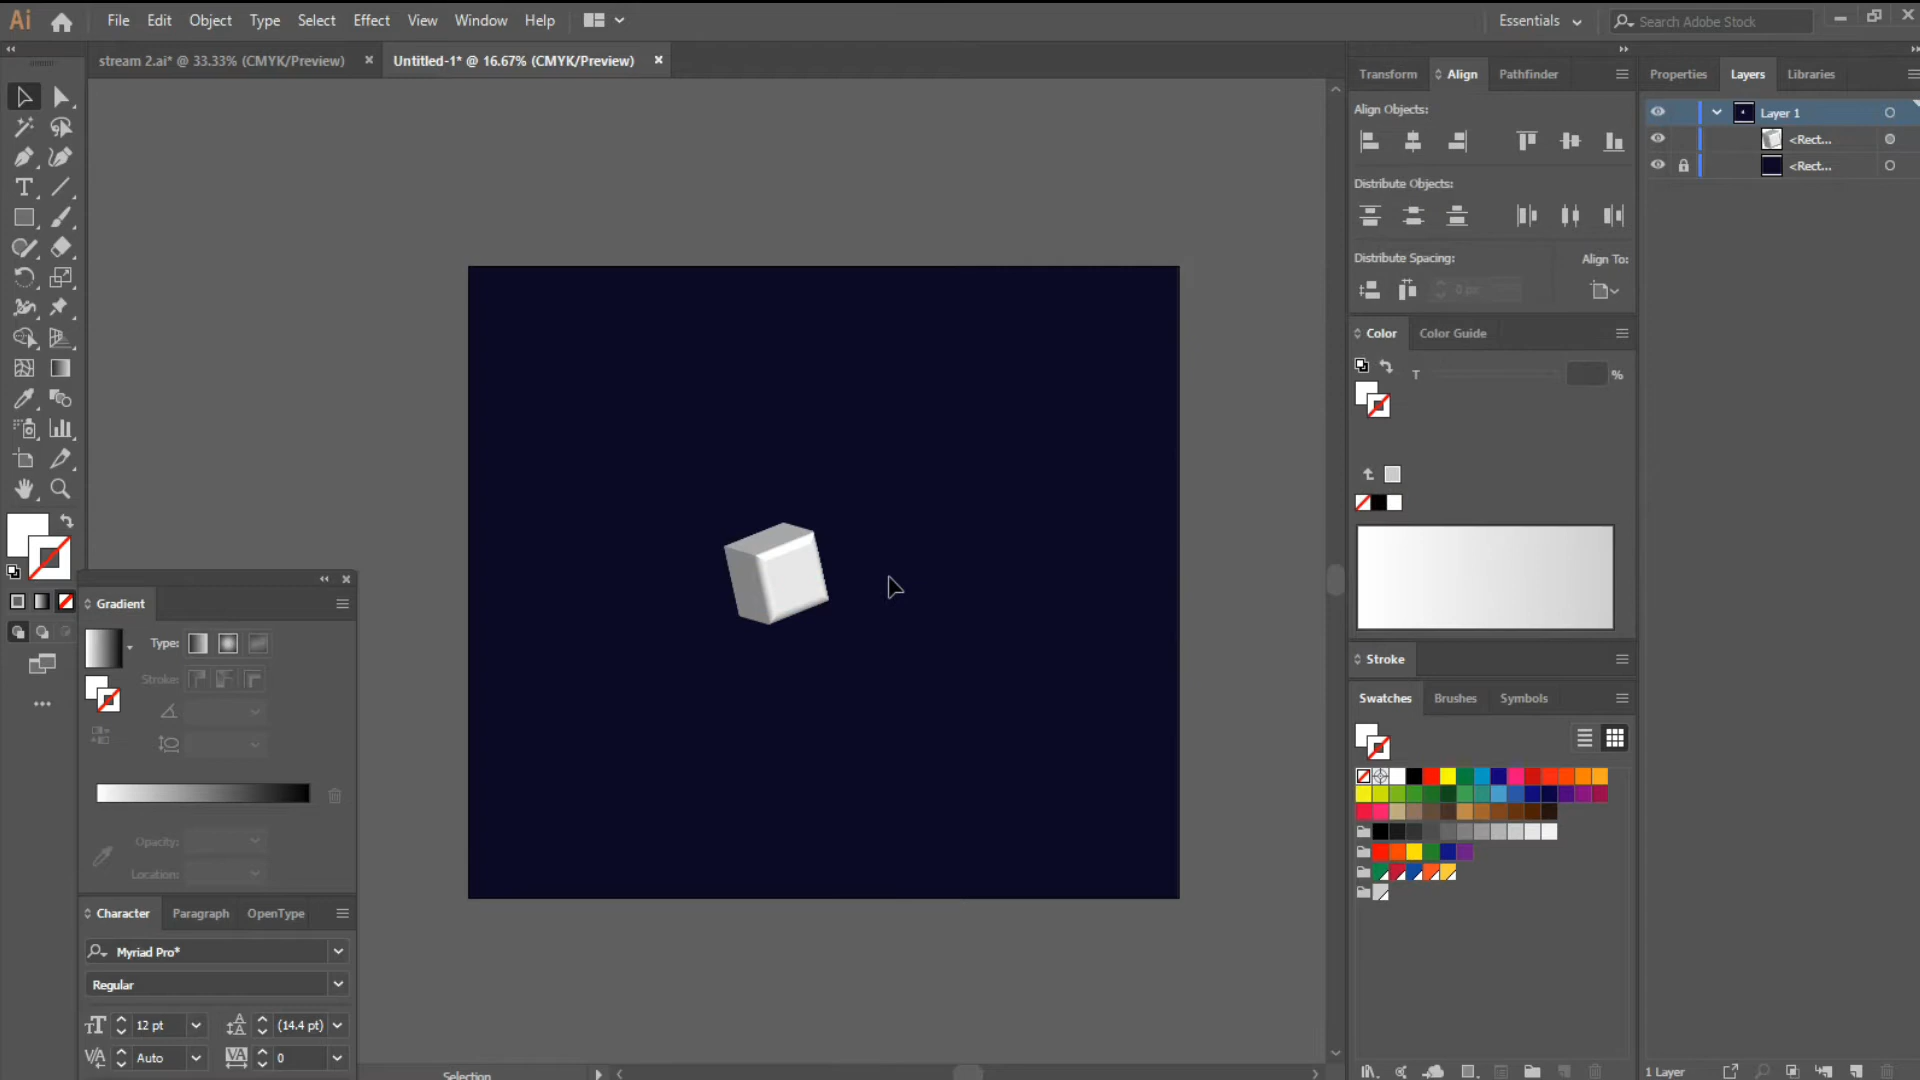 Ai File Edit Object Type Select Effect View Window Help Essentials Search Adobe Stock
stream 2.ai* @ 33.33% (CMYK/Preview) × Untitled-1* @ 16.67% (CMYK/Preview) ×
Transform Align Pathfinder
Align Objects:
Distribute Objects:
Distribute Spacing: Align To:
0 px
Color Color Guide
T %
Stroke
Swatches Brushes Symbols
Properties Layers Libraries
Layer 1
<Rect...
<Rect...
1 Layer
Gradient
Type:
Stroke:
Opacity:
Location:
Character Paragraph OpenType
Myriad Pro*
Regular
12 pt (14.4 pt)
Auto 0
Selection